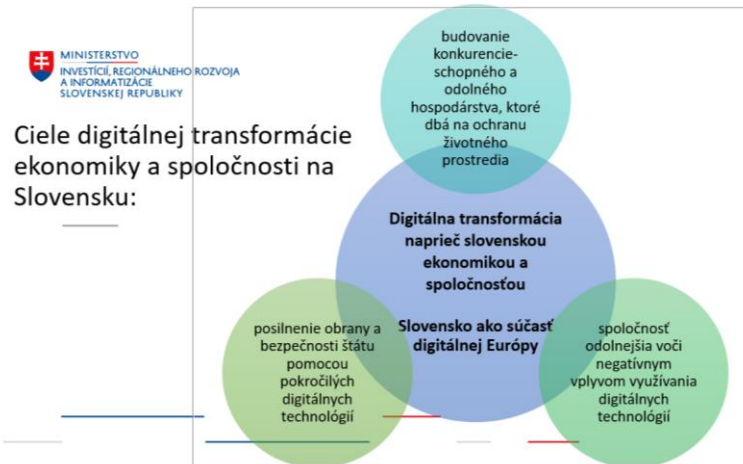 MINISTERSTVO
INVESTÍCIÍ, REGIONÁLNEHO ROZVOJA
A INFORMATIZÁCIE
SLOVENSKEJ REPUBLIKY
Ciele digitálnej transformácie
ekonomiky a spoločnosti na
Slovensku:
budovanie
konkurencie-
schopného a
odolného
hospodárstva, ktoré
dbá na ochranu
životného
prostredia
Digitálna transformácia
naprieč slovenskou
ekonomikou a
spoločnosťou
Slovensko ako súčasť
digitálnej Európy
posilnenie obrany a
bezpečnosti štátu
pomocou
pokročilých
digitálnych
technológií
spoločnosť
odolnejšia voči
negatívnym
vplyvom využívania
digitálnych
technológií